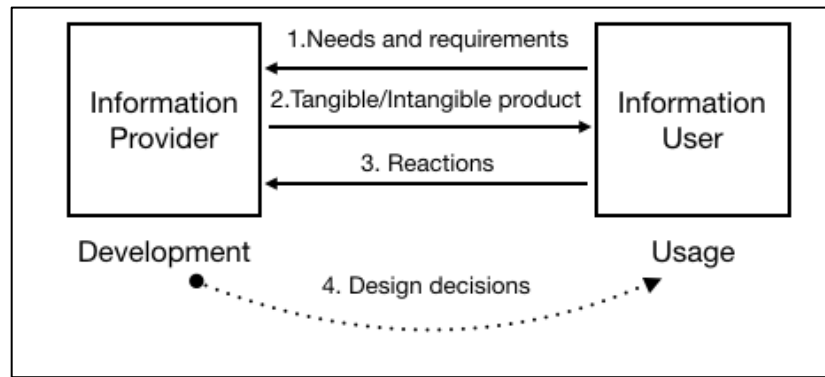 1.Needs and requirements
Information
Provider
2.Tangible/Intangible product
Information
User
3. Reactions
Development
Usage
4. Design decisions